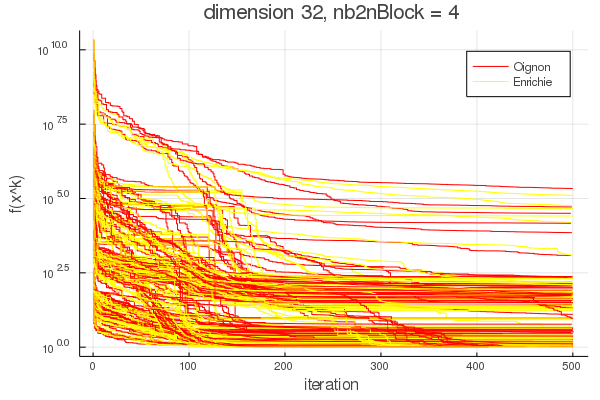 dimension 32, nb2nBlock = 4
Oignon
Enrichie
f(x^k)
10^10.0
10^7.5
10^5.0
10^2.5
10^0.0
0 100 200 300 400 500
iteration